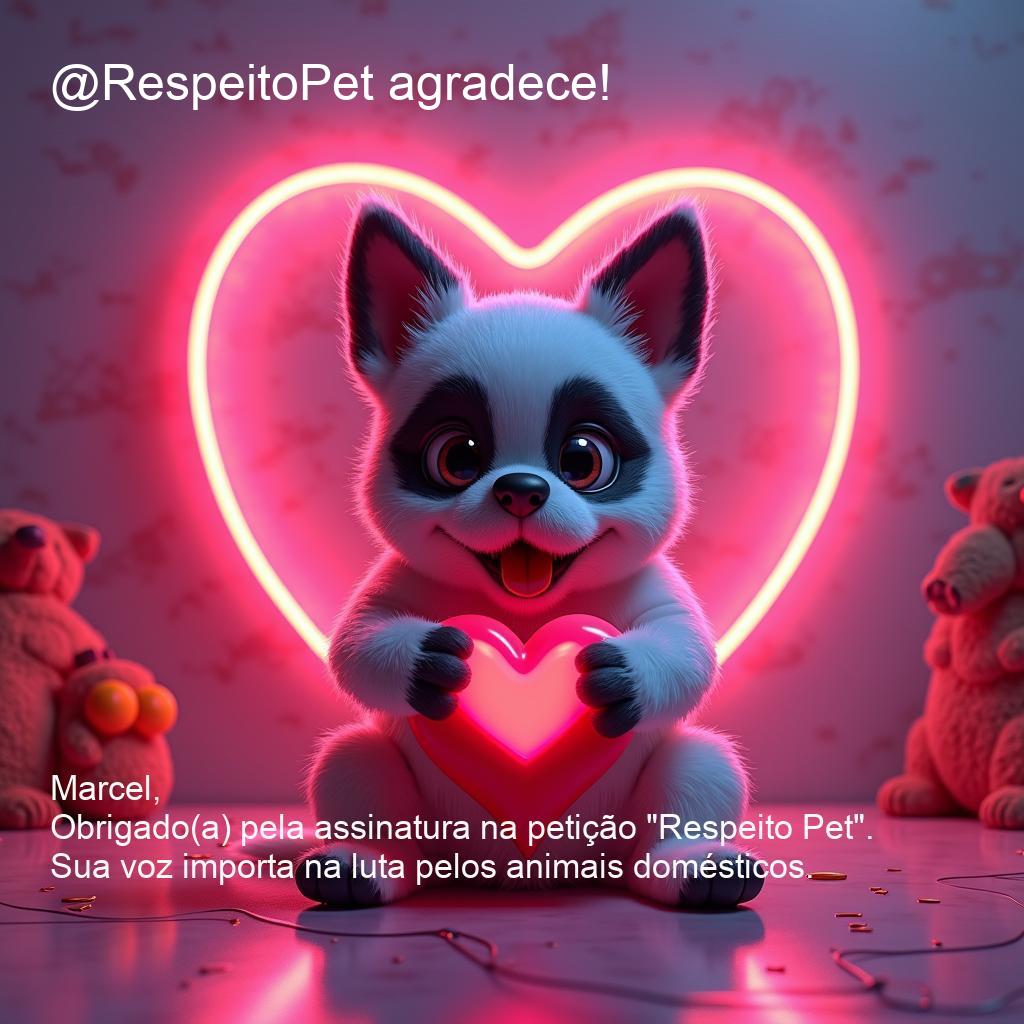 @RespeitoPet agradece!
Marcel,
Obrigado(a) pela assinatura na petição "Respeito Pet".
Sua voz importa na luta pelos animais domésticos.